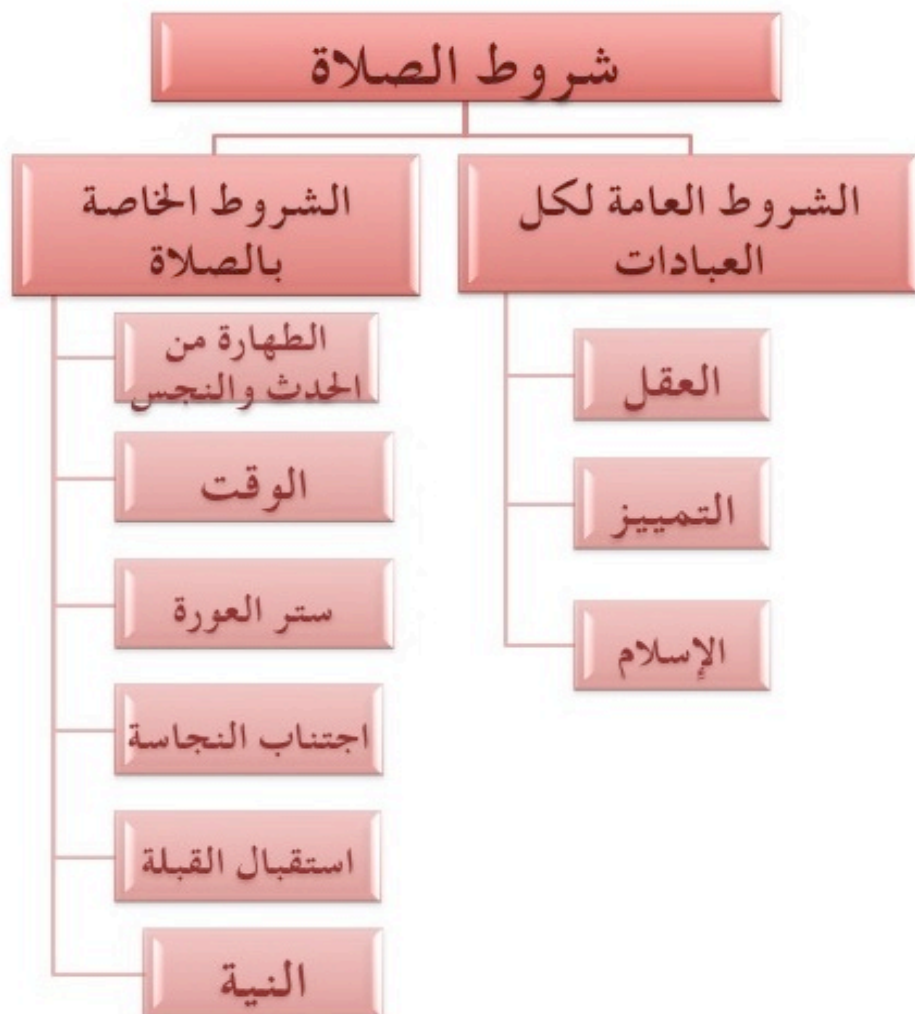 شروط الصلاة
الشروط العامة لكل
العبادات
العقل
التمييز
الإسلام
الشروط الخاصة
بالصلاة
الطهارة من
الحدث والنجس
الوقت
ستر العورة
اجتناب النجاسة
استقبال القبلة
النية